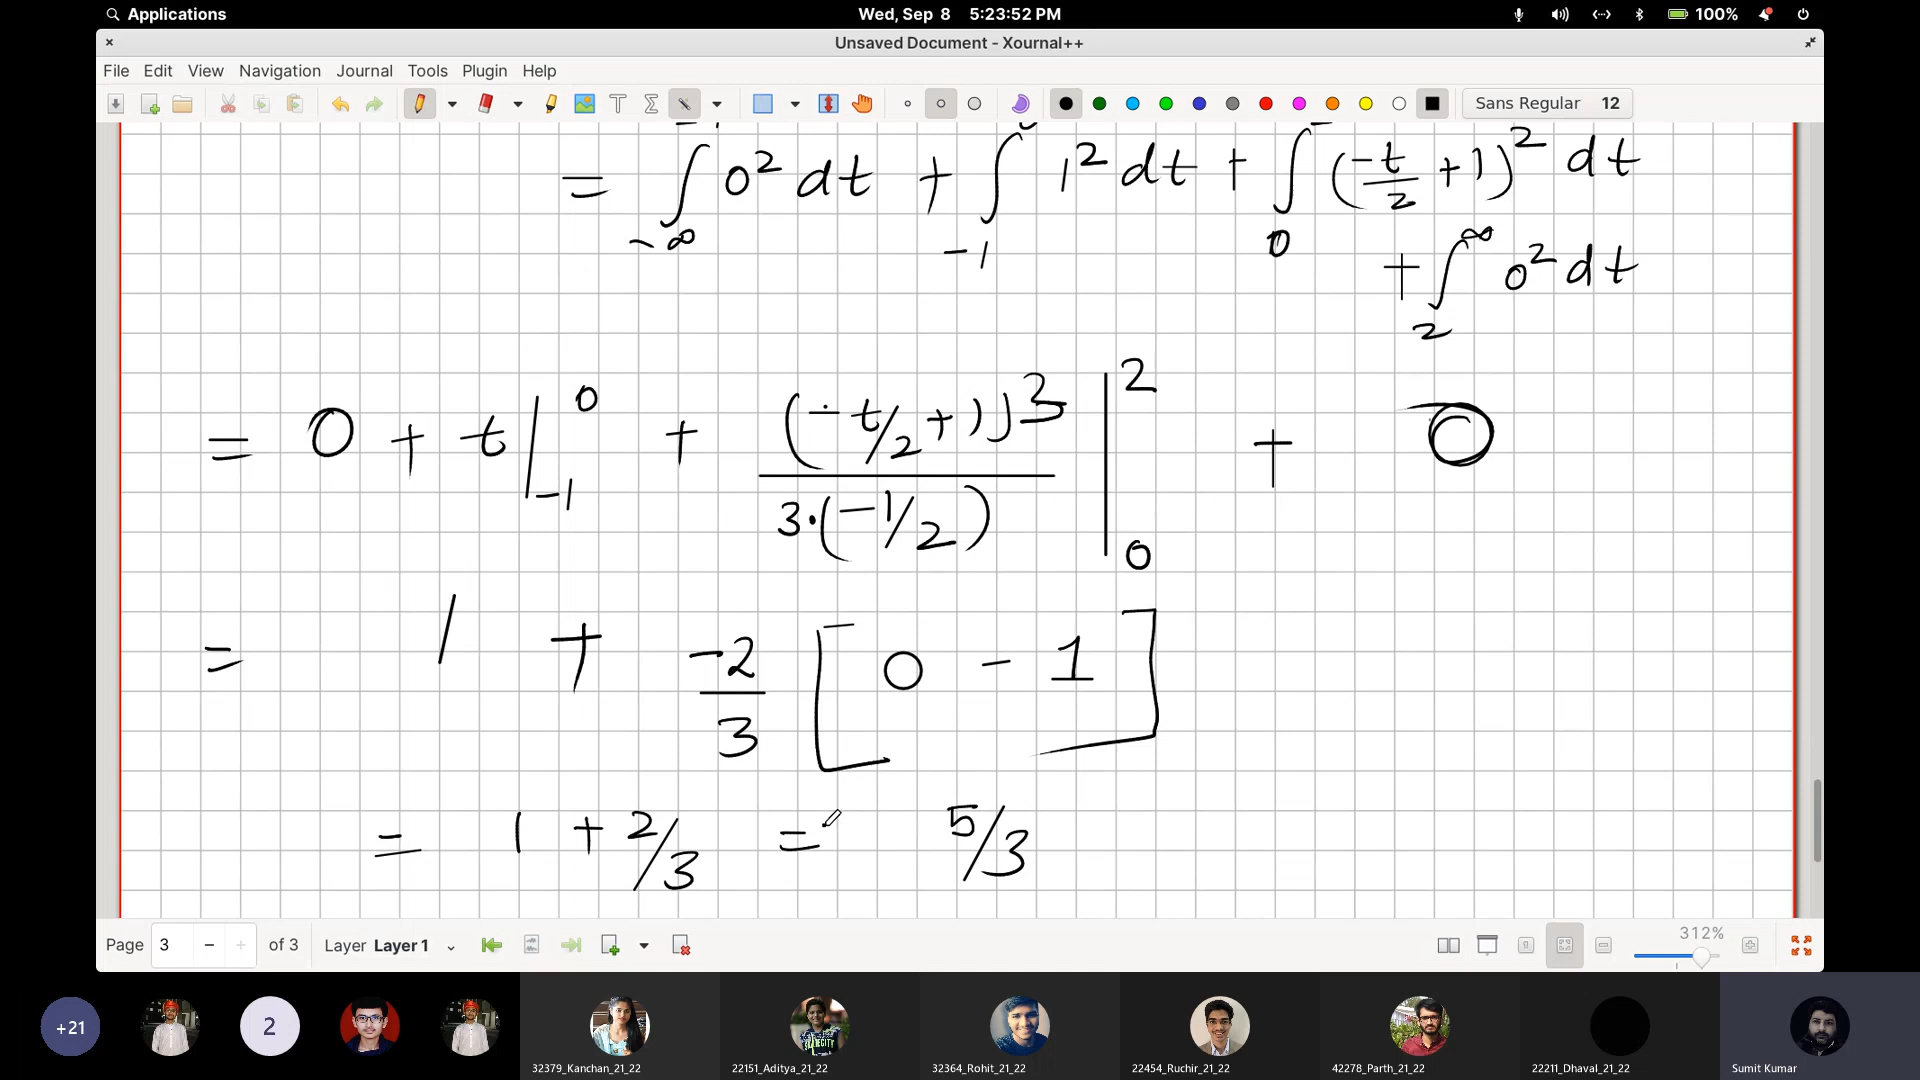 Applications
Wed, Sep 8 5:23:52 PM
100%
Unsaved Document - Xournal++
File Edit View Navigation Journal Tools Plugin Help
Sans Regular 12
= ∫_{-∞} 0² dt + ∫_{-1} 1² dt + ∫_{0} (-t/2 + 1)² dt
+ ∫_{2}^{∞} 0² dt
= 0 + t |_{-1}^{0} + (-t/2 + 1)]³ / 3·(-1/2) |_{0}^{2} + 0
= 1 + -2/3 [0 - 1]
= 1 + 2/3 = 5/3
Page 3 of 3 Layer Layer 1
312%
+21
2
32379_Kanchan_21_22
22151_Aditya_21_22
32364_Rohit_21_22
22454_Ruchir_21_22
42278_Parth_21_22
22211_Dhaval_21_22
Sumit Kumar